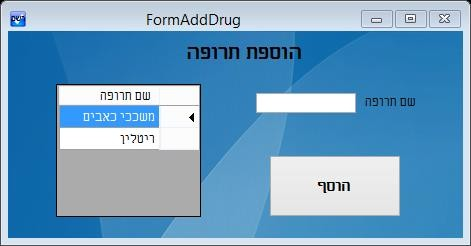 FormAddDrug
הוספת תרופה
שם תרופה
שם תרופה
משככי כאבים
ריטלין
הוסף